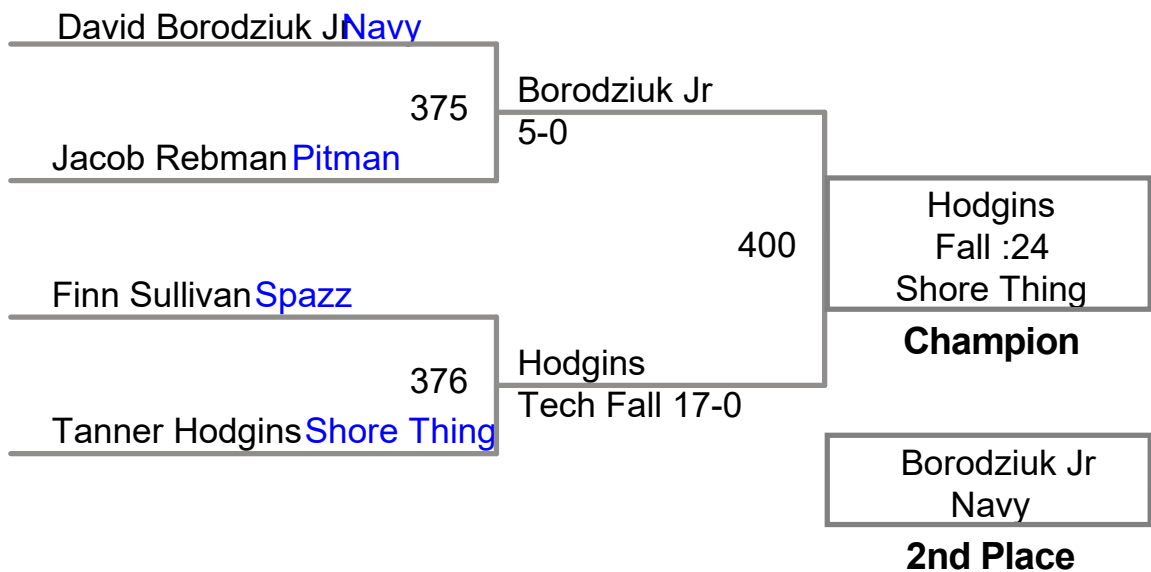 David Borodziuk Jr Navy
375
Borodziuk Jr
5-0
Jacob Rebman Pitman
400
Hodgins
Fall :24
Shore Thing
Champion
Finn Sullivan Spazz
376
Hodgins
Tech Fall 17-0
Tanner Hodgins Shore Thing
Borodziuk Jr
Navy
2nd Place